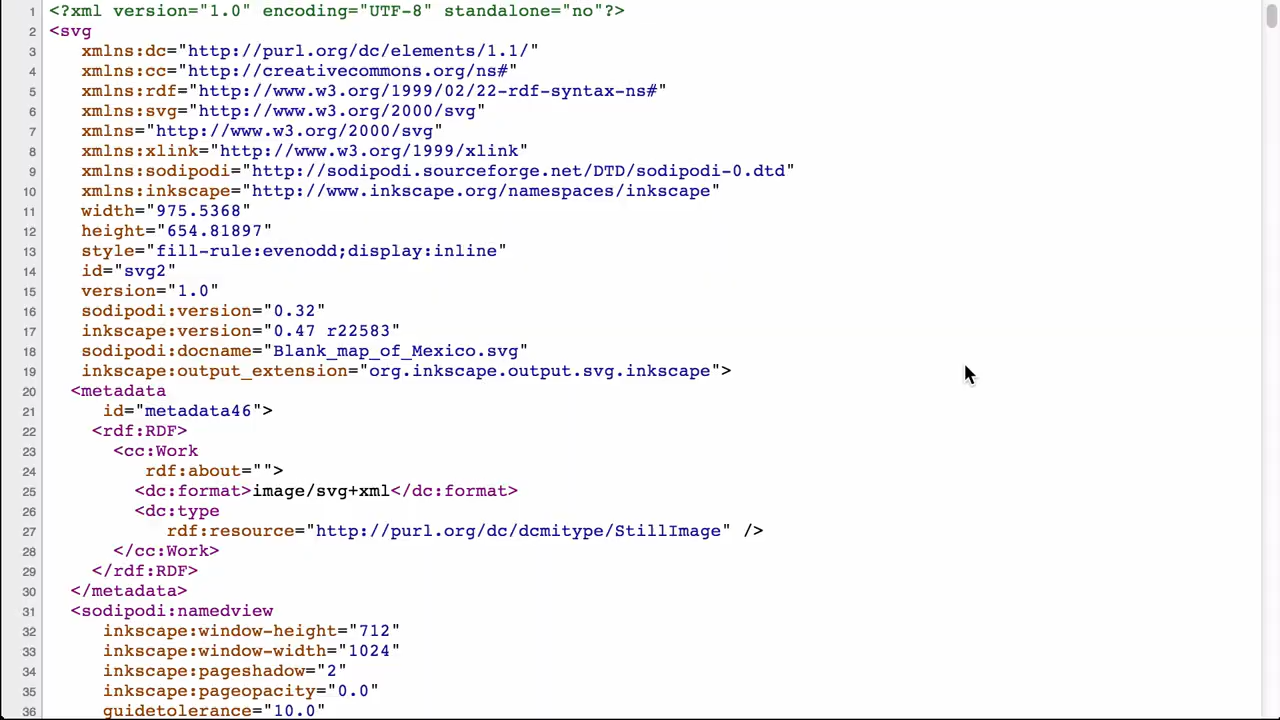 1 <?xml version="1.0" encoding="UTF-8" standalone="no"?>
2 <svg
3 xmlns:dc="http://purl.org/dc/elements/1.1/"
4 xmlns:cc="http://creativecommons.org/ns#"
5 xmlns:rdf="http://www.w3.org/1999/02/22-rdf-syntax-ns#"
6 xmlns:svg="http://www.w3.org/2000/svg"
7 xmlns="http://www.w3.org/2000/svg"
8 xmlns:xlink="http://www.w3.org/1999/xlink"
9 xmlns:sodipodi="http://sodipodi.sourceforge.net/DTD/sodipodi-0.dtd"
10 xmlns:inkscape="http://www.inkscape.org/namespaces/inkscape"
11 width="975.5368"
12 height="654.81897"
13 style="fill-rule:evenodd;display:inline"
14 id="svg2"
15 version="1.0"
16 sodipodi:version="0.32"
17 inkscape:version="0.47 r22583"
18 sodipodi:docname="Blank_map_of_Mexico.svg"
19 inkscape:output_extension="org.inkscape.output.svg.inkscape">
20 <metadata
21 id="metadata46">
22 <rdf:RDF>
23 <cc:Work
24 rdf:about="">
25 <dc:format>image/svg+xml</dc:format>
26 <dc:type
27 rdf:resource="http://purl.org/dc/dcmitype/StillImage" />
28 </cc:Work>
29 </rdf:RDF>
30 </metadata>
31 <sodipodi:namedview
32 inkscape:window-height="712"
33 inkscape:window-width="1024"
34 inkscape:pageshadow="2"
35 inkscape:pageopacity="0.0"
36 guidetolerance="10.0"